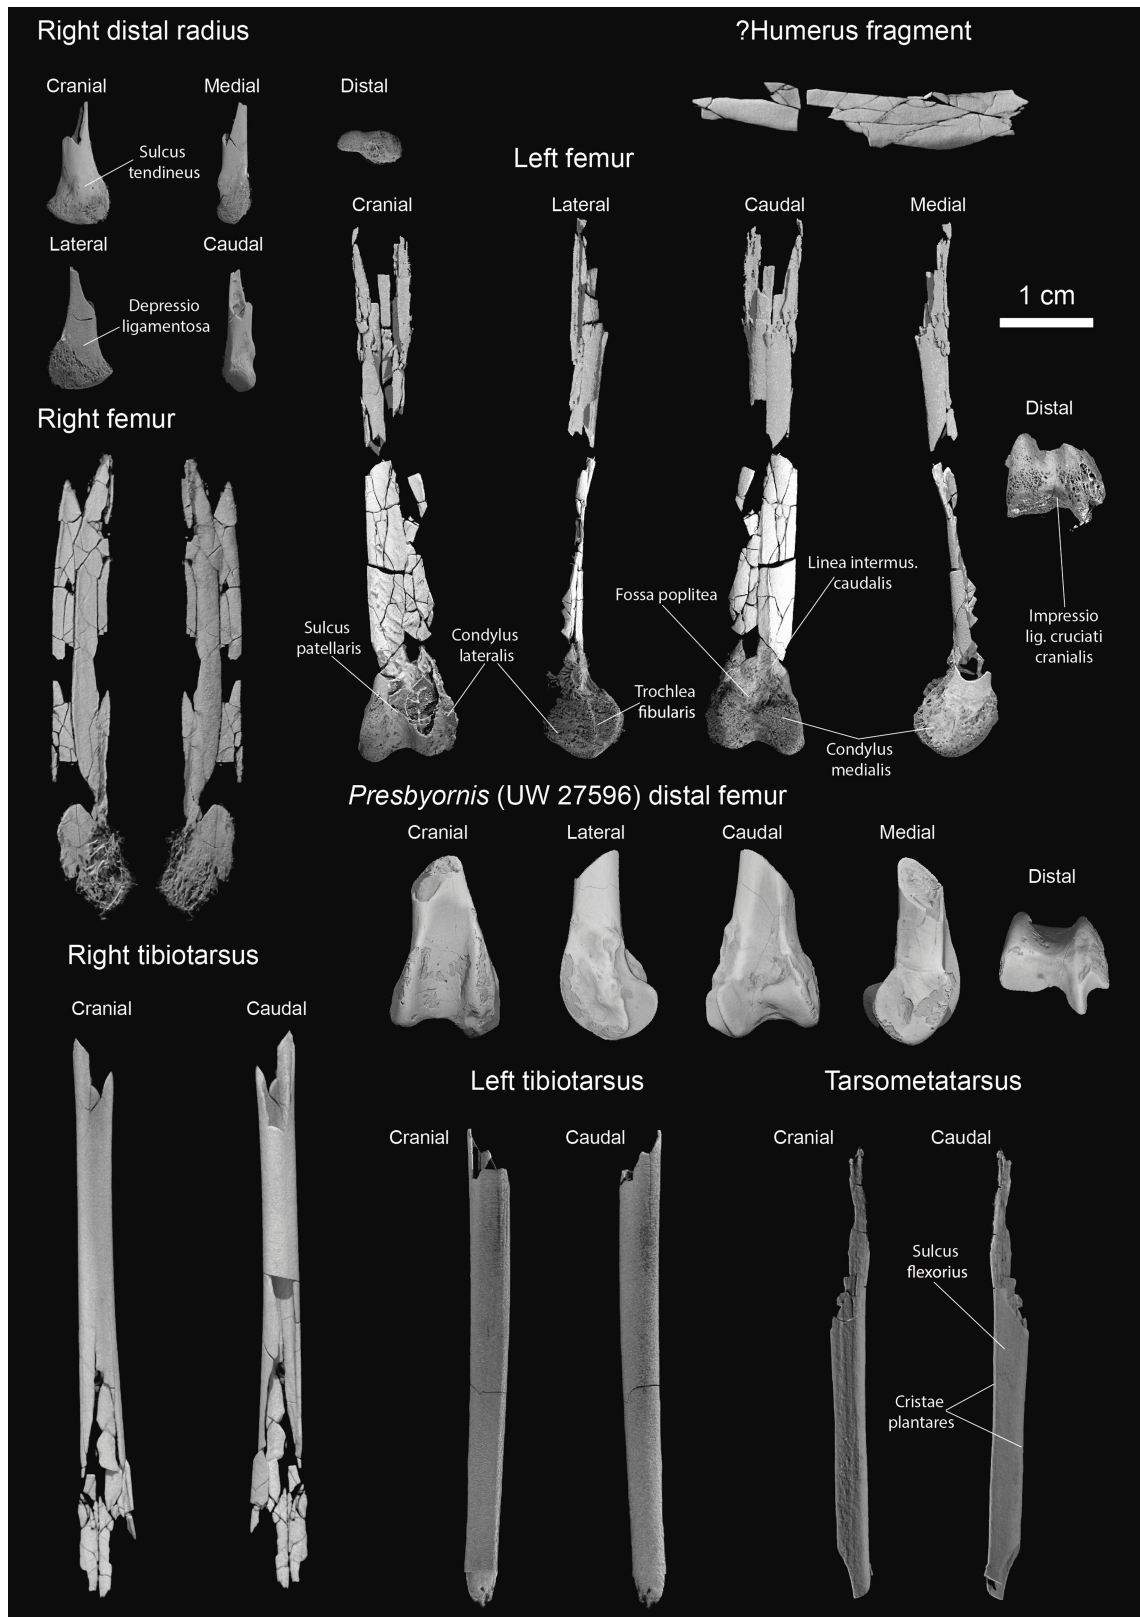 Right distal radius
?Humerus fragment
Cranial
Medial
Distal
Sulcus
tendineus
Left femur
Cranial
Lateral
Caudal
Medial
Lateral
Caudal
Depressio
ligamentosa
1 cm
Right femur
Distal
Linea intermus.
caudalis
Fossa poplitea
Sulcus
patellaris
Condylus
lateralis
Impressio
lig. cruciati
cranialis
Trochlea
fibularis
Condylus
medialis
Presbyornis (UW 27596) distal femur
Cranial
Lateral
Caudal
Medial
Distal
Right tibiotarsus
Cranial
Caudal
Left tibiotarsus
Tarsometatarsus
Cranial
Caudal
Cranial
Caudal
Sulcus
flexorius
Cristae
plantares